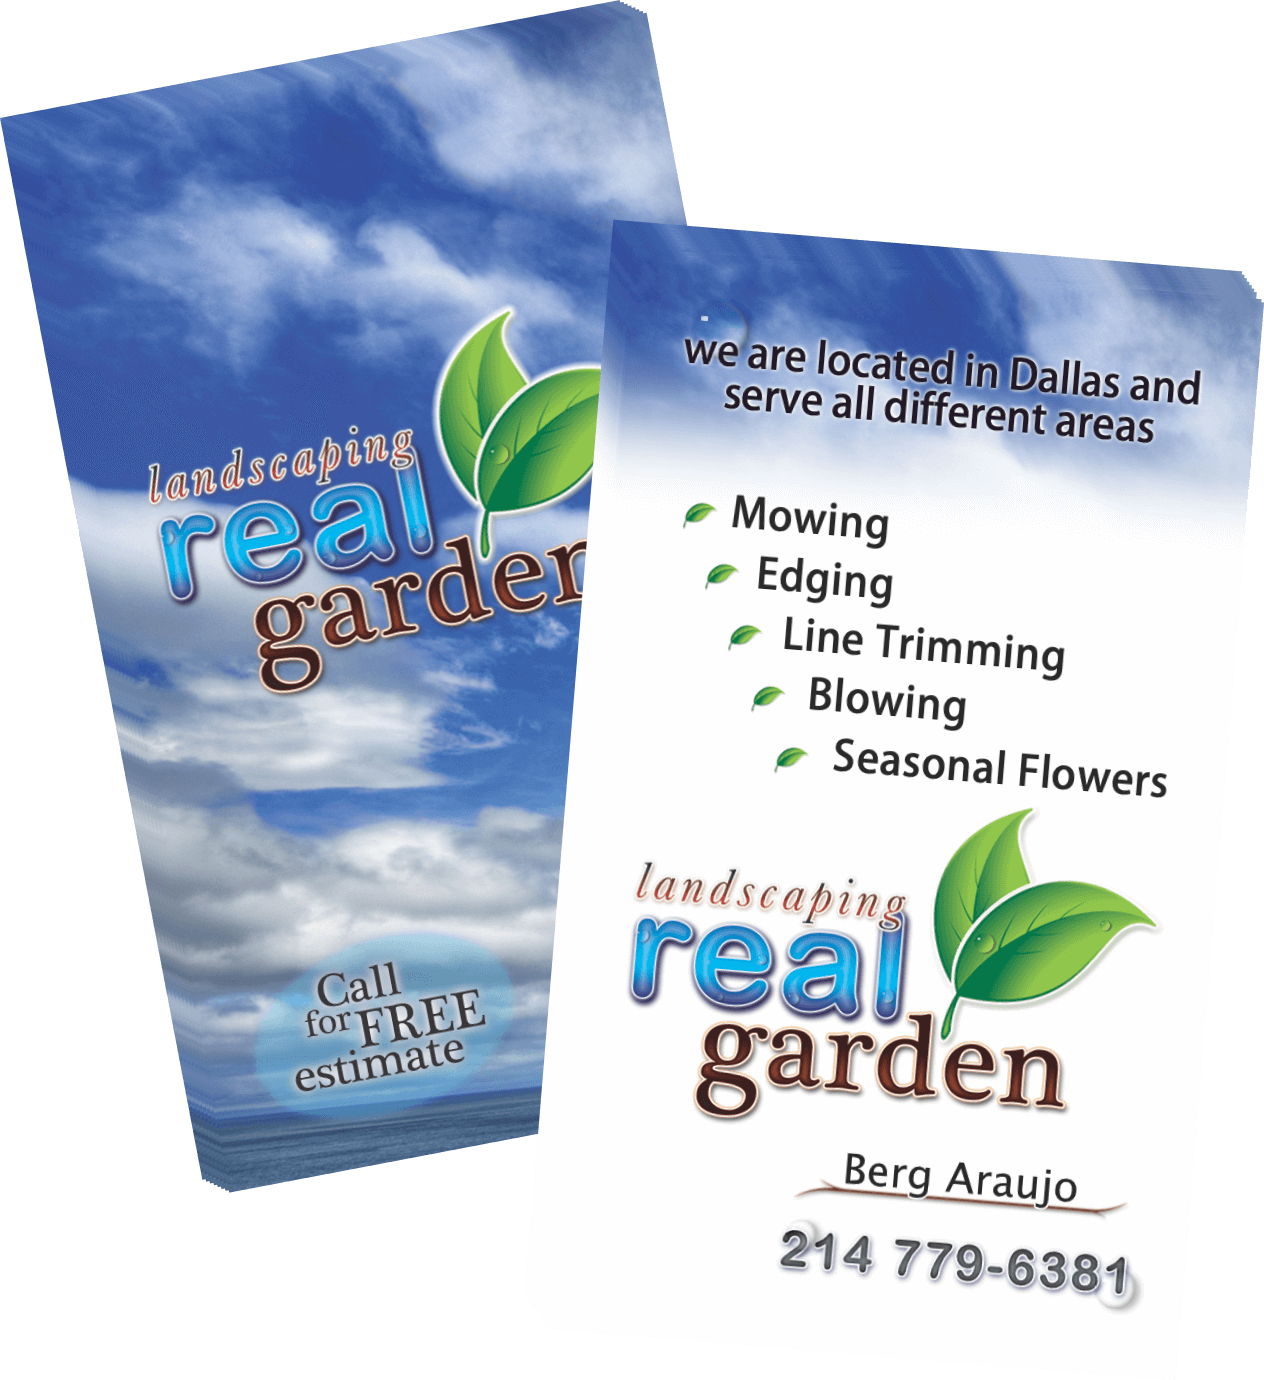 landscaping
real
garden
Call
for FREE
estimate
we are located in Dallas and
serve all different areas
Mowing
Edging
Line Trimming
Blowing
Seasonal Flowers
landscaping
real
garden
Berg Araujo
214 779-6381